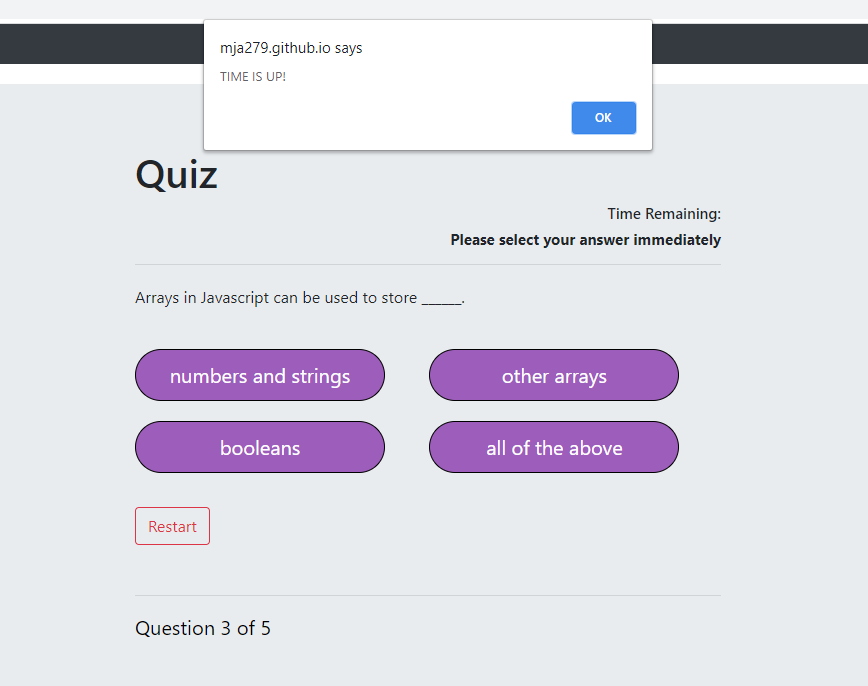 mja279.github.io says
TIME IS UP!
OK
Quiz
Time Remaining:
Please select your answer immediately
Arrays in Javascript can be used to store ______.
numbers and strings
other arrays
booleans
all of the above
Restart
Question 3 of 5